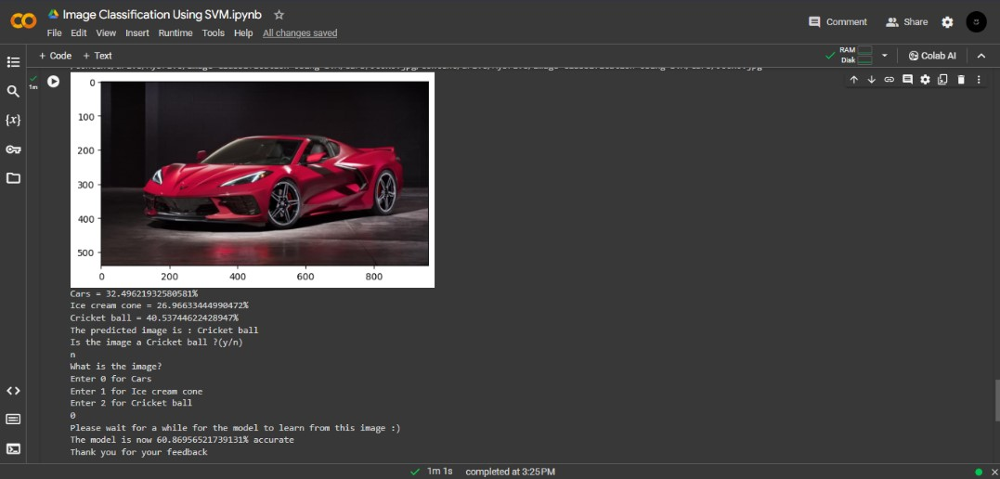 Image Classification Using SVM.ipynb
Comment
Share
File Edit View Insert Runtime Tools Help All changes saved
+ Code + Text
RAM
Disk
Colab AI
1m
0
100
200
300
400
500
0 200 400 600 800
Cars = 32.49621932580581%
Ice cream cone = 26.96633444990472%
Cricket ball = 40.53744622428947%
The predicted image is : Cricket ball
Is the image a Cricket ball ?(y/n)
n
What is the image?
Enter 0 for Cars
Enter 1 for Ice cream cone
Enter 2 for Cricket ball
0
Please wait for a while for the model to learn from this image :)
The model is now 60.86956521739131% accurate
Thank you for your feedback
1m 1s completed at 3:25 PM